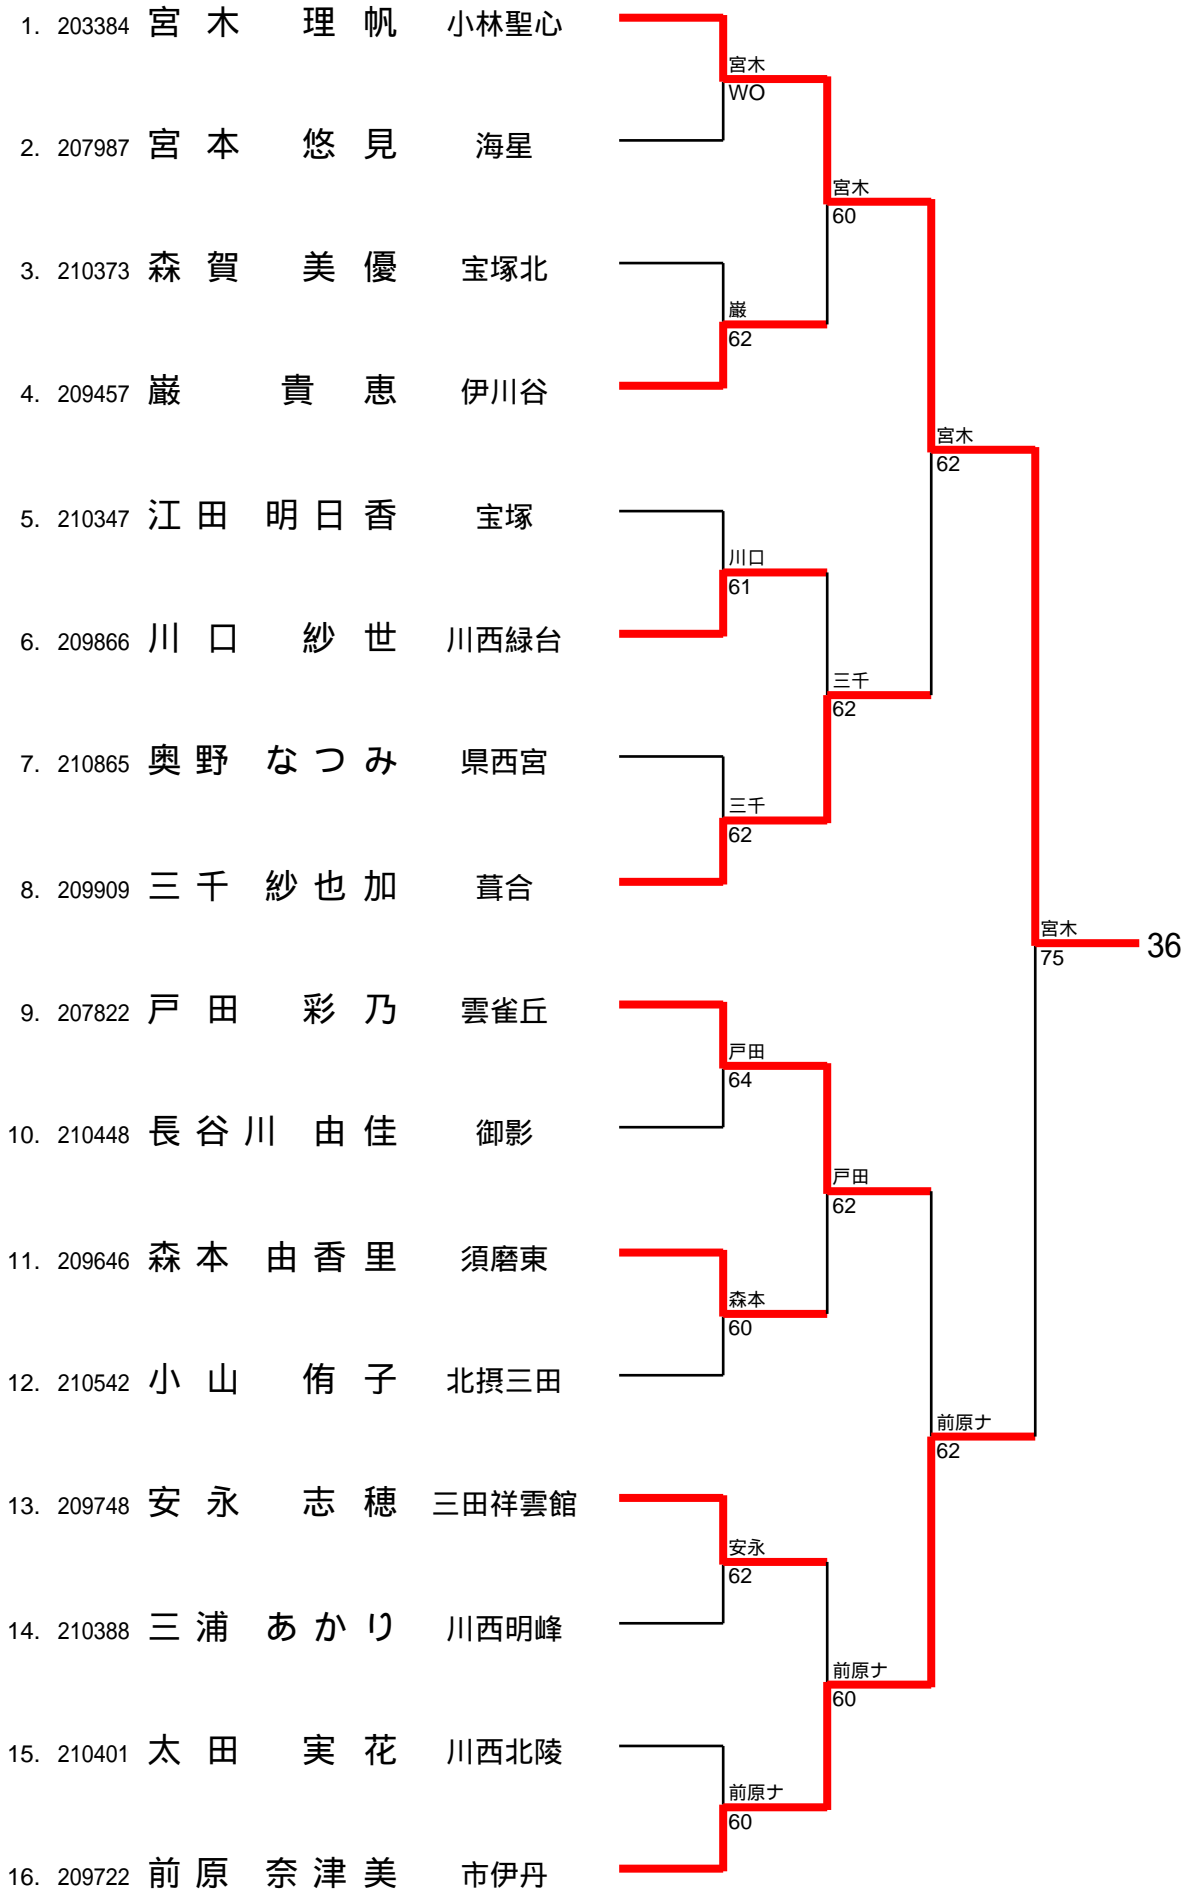 1. 203384 宮木 理帆 小林聖心
宮木
WO
2. 207987 宮本 悠見 海星
宮木
60
3. 210373 森賀 美優 宝塚北
巌
62
4. 209457 巌 貴恵 伊川谷
宮木
62
5. 210347 江田 明日香 宝塚
川口
61
6. 209866 川口 紗世 川西緑台
三千
62
7. 210865 奥野 なつみ 県西宮
三千
62
8. 209909 三千 紗也加 葺合
宮木
75
36
9. 207822 戸田 彩乃 雲雀丘
戸田
64
10. 210448 長谷川 由佳 御影
戸田
62
11. 209646 森本 由香里 須磨東
森本
60
12. 210542 小山 侑子 北摂三田
前原ナ
62
13. 209748 安永 志穂 三田祥雲館
安永
62
14. 210388 三浦 あかり 川西明峰
前原ナ
60
15. 210401 太田 実花 川西北陵
前原ナ
60
16. 209722 前原 奈津美 市伊丹